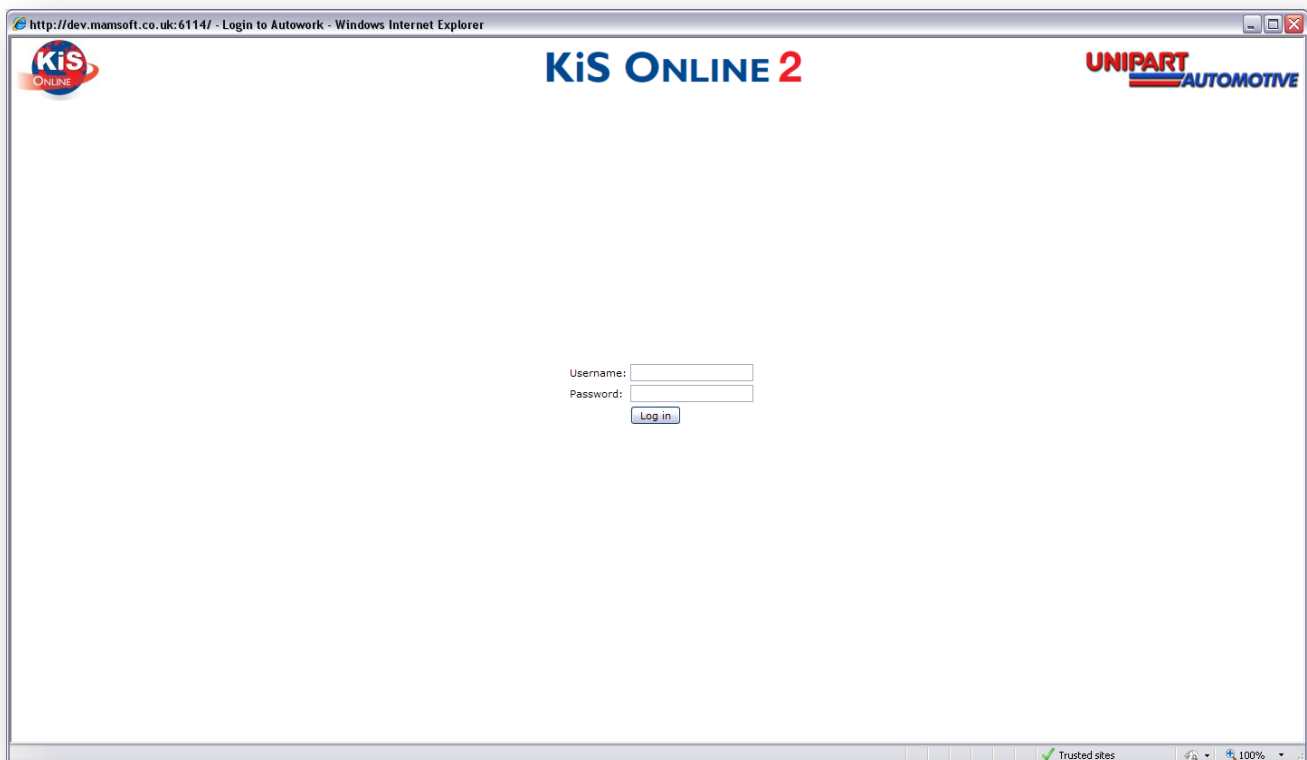 http://dev.mamsoft.co.uk:6114/ - Login to Autowork - Windows Internet Explorer
KiS
ONLINE
KiS ONLINE 2
UNIPART
AUTOMOTIVE
Username:
Password:
Log in
Trusted sites
100%